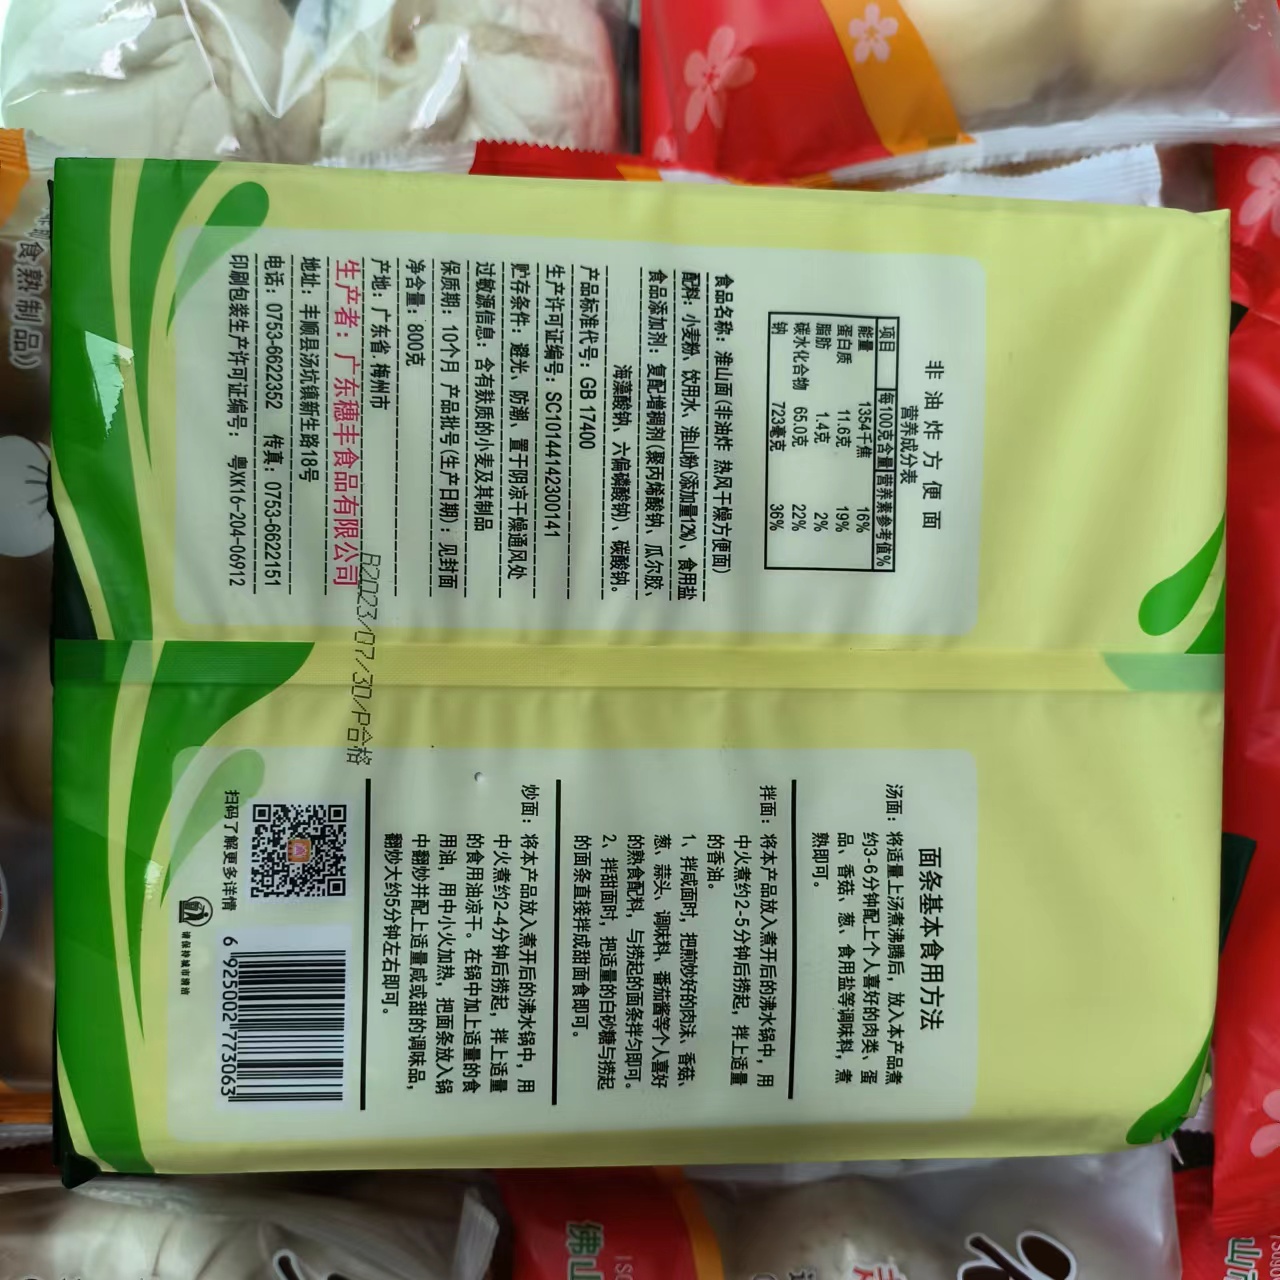 非油炸方便面
营养成分表
项目 每100克含量 营养素参考值%
能量 1354千焦 16%
蛋白质 11.6克 19%
脂肪 1.4克 2%
碳水化合物 65.0克 22%
钠 723毫克 36%
食品名称：淮山面(非油炸 热风干燥方便面)
配料：小麦粉、饮用水、淮山粉(添加量12%)、食用盐
食品添加剂：复配增稠剂(聚丙烯酸钠、瓜尔胶、
海藻酸钠、六偏磷酸钠)、碳酸钠。
产品标准代号：GB 17400
生产许可证编号：SC10144142300141
贮存条件：避光、防潮、置于阴凉干燥通风处
过敏源信息：含有麸质的小麦及其制品
保质期：10个月 产品批号(生产日期)：见封面
净含量：800克
产地：广东省.梅州市
生产者：广东穗丰食品有限公司
地址：丰顺县汤坑镇新生路18号
电话：0753-6622352 传真：0753-6622151
印刷包装生产许可证编号：粤XK16-204-06912
B2023/07/30/P合格
面条基本食用方法
汤面：将适量上汤煮沸腾后，放入本产品煮
约3-6分钟配上个人喜好的肉类、蛋
品、香菇、葱、食用盐等调味料，煮
熟即可。
拌面：将本产品放入煮开后的沸水锅中，用
中火煮约2-5分钟后捞起，拌上适量
的香油。
1、拌咸面时，把煎炒好的肉沫、香菇、
葱、蒜头、调味料、番茄酱等个人喜好
的熟食配料，与捞起的面条拌匀即可。
2、拌甜面时，把适量的白砂糖与捞起
的面条直接拌成甜面食即可。
炒面：将本产品放入煮开后的沸水锅中，用
中火煮约2-4分钟后捞起，拌上适量
的食用油凉干。在锅中加上适量的食
用油，用中小火加热，把面条放入锅
中翻炒并配上适量咸或甜的调味品，
翻炒大约5分钟左右即可。
扫码了解更多详情
请保持城市清洁
6 925002 773063
食熟制品)
佛山